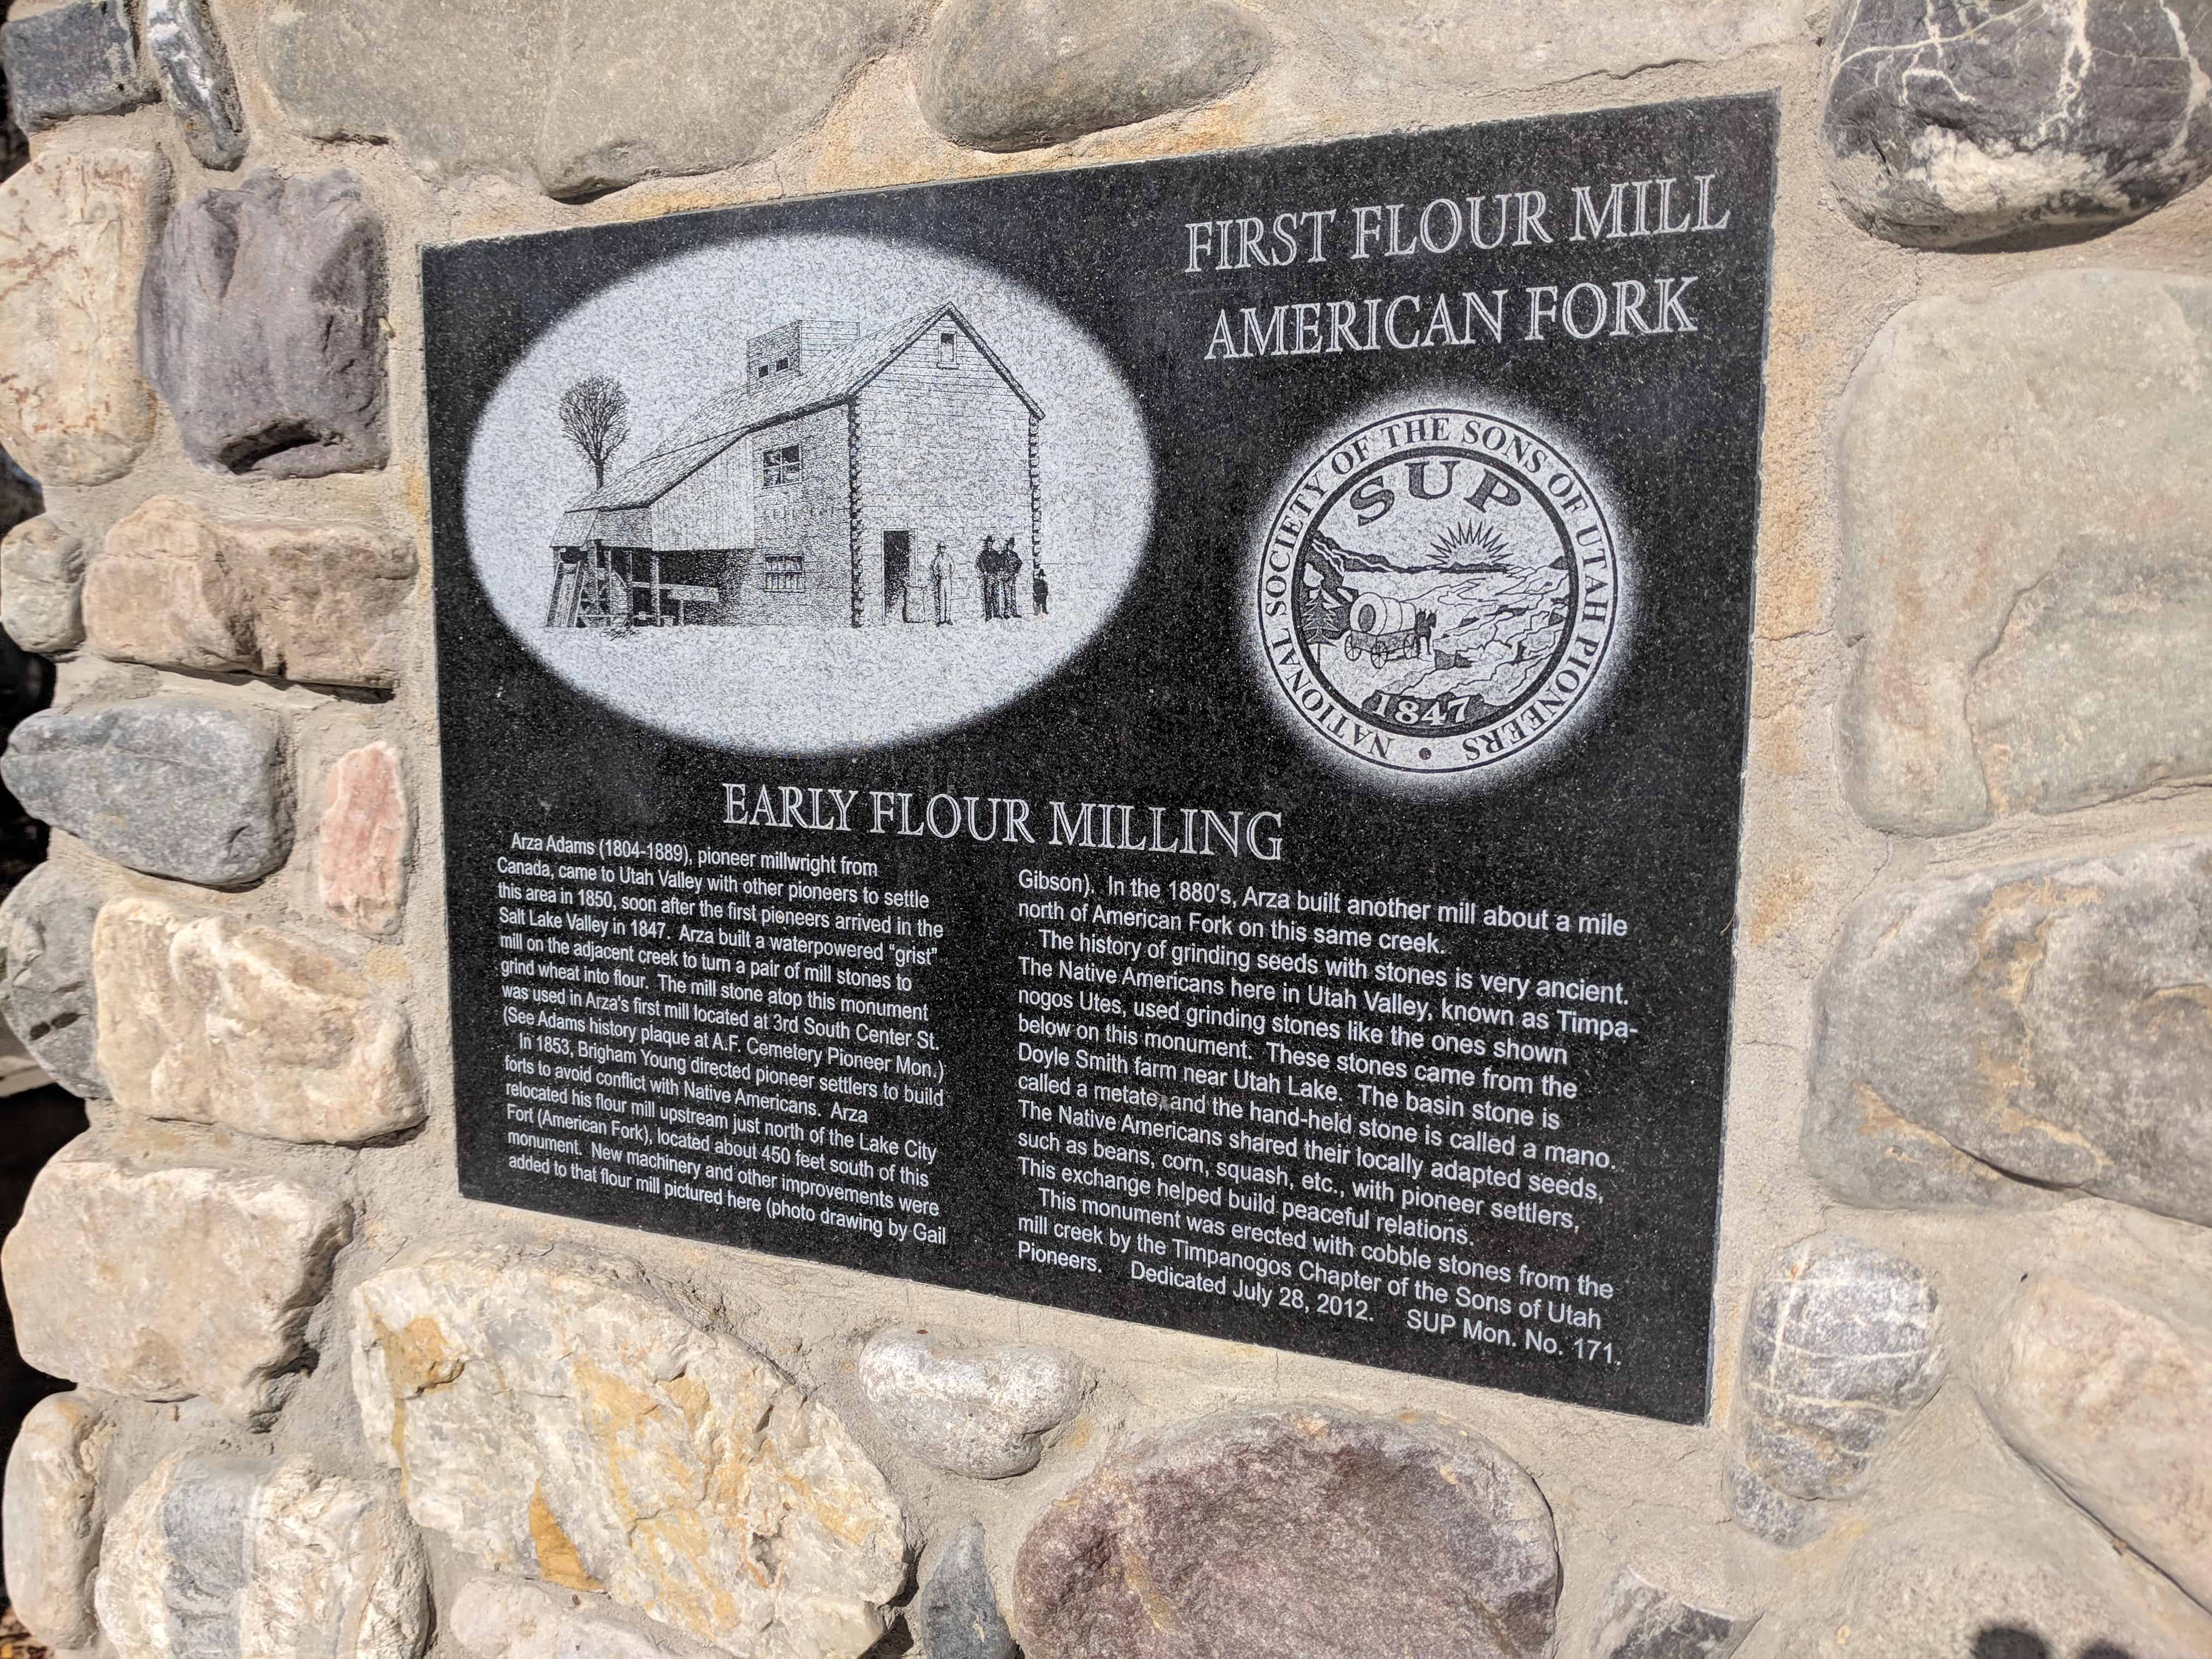 FIRST FLOUR MILL
AMERICAN FORK
NATIONAL SOCIETY OF THE SONS OF UTAH PIONEERS •
SUP
1847
EARLY FLOUR MILLING
Arza Adams (1804-1889), pioneer millwright from
Canada, came to Utah Valley with other pioneers to settle
this area in 1850, soon after the first pioneers arrived in the
Salt Lake Valley in 1847. Arza built a waterpowered “grist”
mill on the adjacent creek to turn a pair of mill stones to
grind wheat into flour. The mill stone atop this monument
was used in Arza's first mill located at 3rd South Center St.
(See Adams history plaque at A.F. Cemetery Pioneer Mon.)
In 1853, Brigham Young directed pioneer settlers to build
forts to avoid conflict with Native Americans. Arza
relocated his flour mill upstream just north of the Lake City
Fort (American Fork), located about 450 feet south of this
monument. New machinery and other improvements were
added to that flour mill pictured here (photo drawing by Gail
Gibson). In the 1880's, Arza built another mill about a mile
north of American Fork on this same creek.
The history of grinding seeds with stones is very ancient.
The Native Americans here in Utah Valley, known as Timpa-
nogos Utes, used grinding stones like the ones shown
below on this monument. These stones came from the
Doyle Smith farm near Utah Lake. The basin stone is
called a metate, and the hand-held stone is called a mano.
The Native Americans shared their locally adapted seeds,
such as beans, corn, squash, etc., with pioneer settlers,
This exchange helped build peaceful relations.
This monument was erected with cobble stones from the
mill creek by the Timpanogos Chapter of the Sons of Utah
Pioneers. Dedicated July 28, 2012. SUP Mon. No. 171.